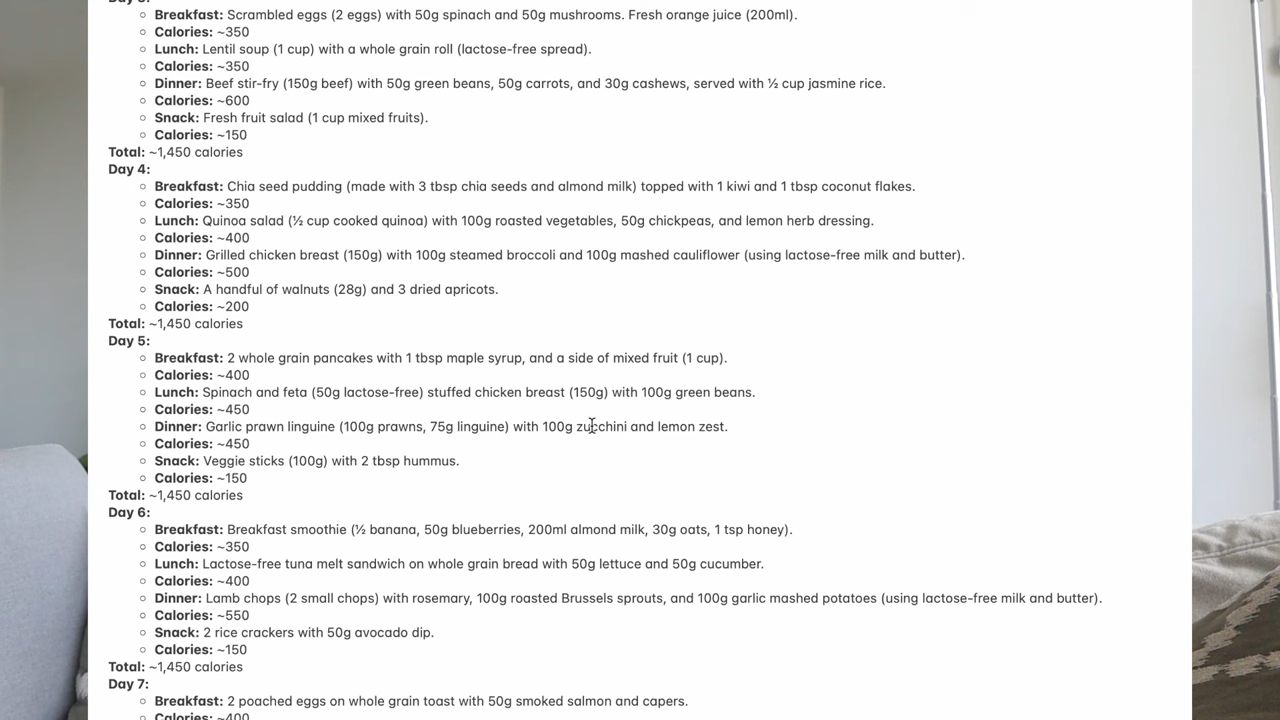 Breakfast: Scrambled eggs (2 eggs) with 50g spinach and 50g mushrooms. Fresh orange juice (200ml).
Calories: ~350
Lunch: Lentil soup (1 cup) with a whole grain roll (lactose-free spread).
Calories: ~350
Dinner: Beef stir-fry (150g beef) with 50g green beans, 50g carrots, and 30g cashews, served with ½ cup jasmine rice.
Calories: ~600
Snack: Fresh fruit salad (1 cup mixed fruits).
Calories: ~150
Total: ~1,450 calories
Day 4:
Breakfast: Chia seed pudding (made with 3 tbsp chia seeds and almond milk) topped with 1 kiwi and 1 tbsp coconut flakes.
Calories: ~350
Lunch: Quinoa salad (½ cup cooked quinoa) with 100g roasted vegetables, 50g chickpeas, and lemon herb dressing.
Calories: ~400
Dinner: Grilled chicken breast (150g) with 100g steamed broccoli and 100g mashed cauliflower (using lactose-free milk and butter).
Calories: ~500
Snack: A handful of walnuts (28g) and 3 dried apricots.
Calories: ~200
Total: ~1,450 calories
Day 5:
Breakfast: 2 whole grain pancakes with 1 tbsp maple syrup, and a side of mixed fruit (1 cup).
Calories: ~400
Lunch: Spinach and feta (50g lactose-free) stuffed chicken breast (150g) with 100g green beans.
Calories: ~450
Dinner: Garlic prawn linguine (100g prawns, 75g linguine) with 100g zucchini and lemon zest.
Calories: ~450
Snack: Veggie sticks (100g) with 2 tbsp hummus.
Calories: ~150
Total: ~1,450 calories
Day 6:
Breakfast: Breakfast smoothie (½ banana, 50g blueberries, 200ml almond milk, 30g oats, 1 tsp honey).
Calories: ~350
Lunch: Lactose-free tuna melt sandwich on whole grain bread with 50g lettuce and 50g cucumber.
Calories: ~400
Dinner: Lamb chops (2 small chops) with rosemary, 100g roasted Brussels sprouts, and 100g garlic mashed potatoes (using lactose-free milk and butter).
Calories: ~550
Snack: 2 rice crackers with 50g avocado dip.
Calories: ~150
Total: ~1,450 calories
Day 7:
Breakfast: 2 poached eggs on whole grain toast with 50g smoked salmon and capers.
Calories: ~400